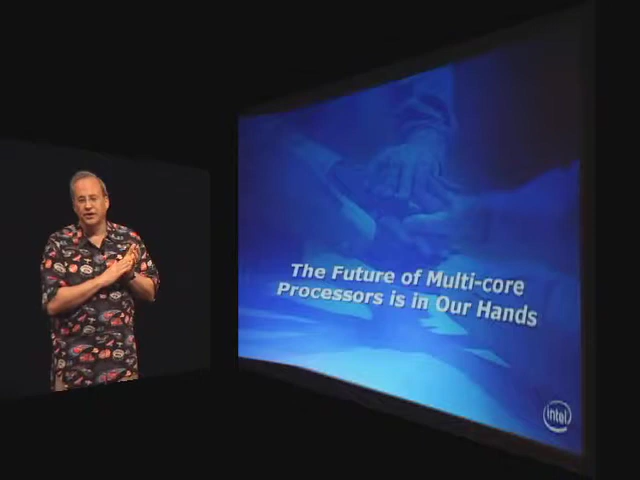 The Future of Multi-core
Processors is in Our Hands
intel